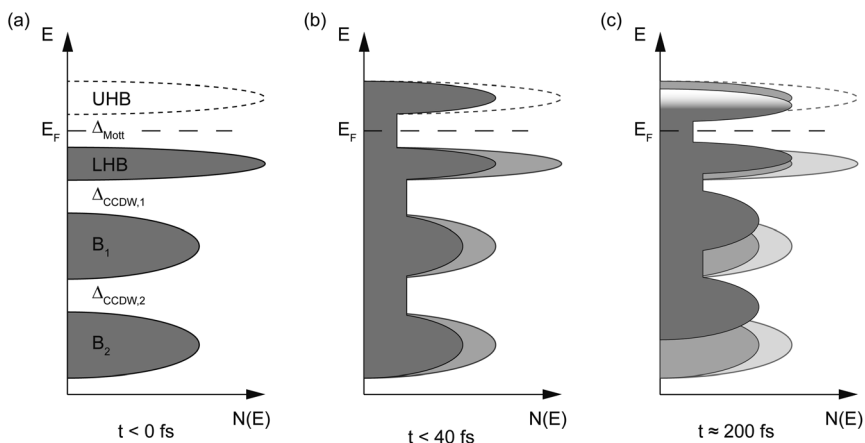 (a)
E
UHB
E_F
Δ_Mott
LHB
Δ_CCDW,1
B_1
Δ_CCDW,2
B_2
N(E)
t < 0 fs
(b)
E
E_F
N(E)
t < 40 fs
(c)
E
E_F
N(E)
t ≈ 200 fs